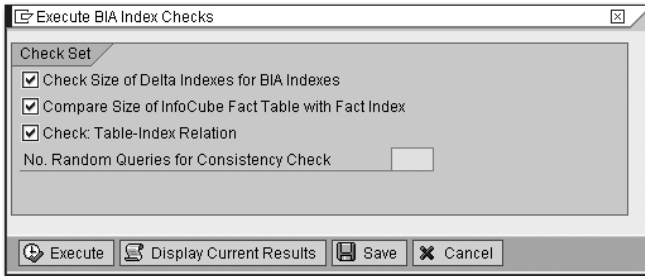 Execute BIA Index Checks
Check Set
Check Size of Delta Indexes for BIA Indexes
Compare Size of InfoCube Fact Table with Fact Index
Check: Table-Index Relation
No. Random Queries for Consistency Check
Execute Display Current Results Save Cancel